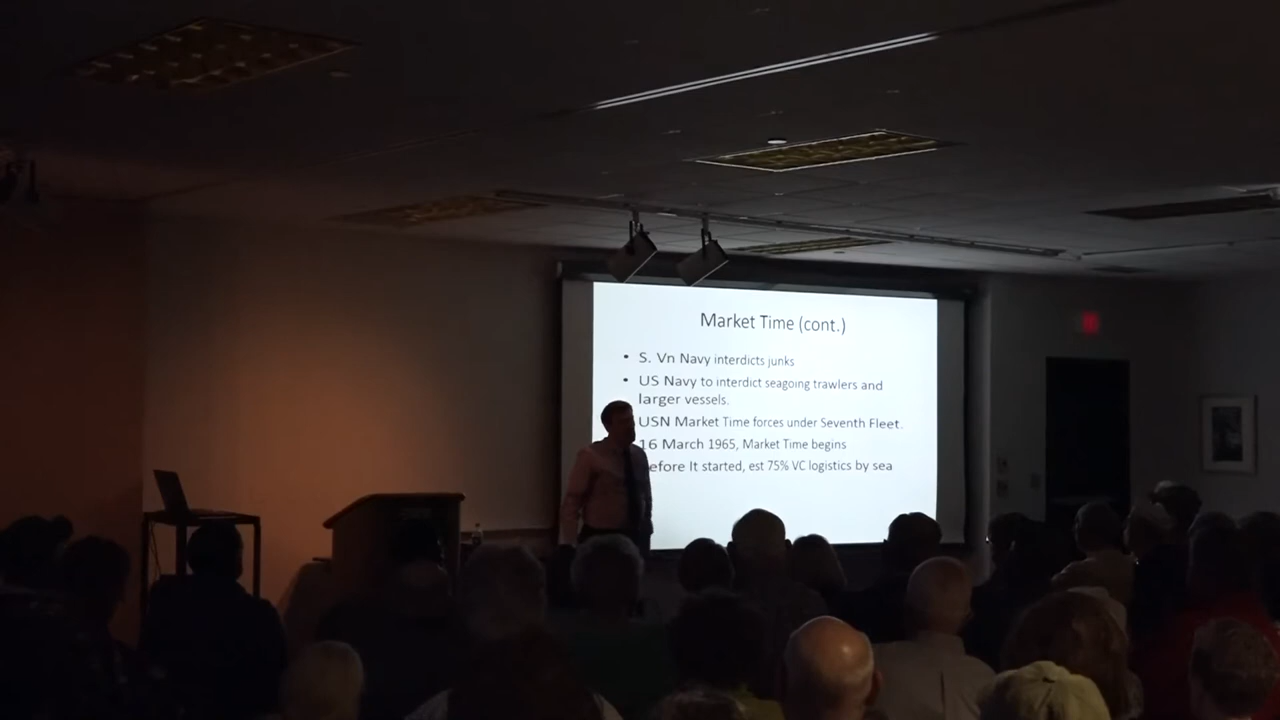 Market Time (cont.)
• S. Vn Navy interdicts junks
• US Navy to interdict seagoing trawlers and
larger vessels.
USN Market Time forces under Seventh Fleet.
16 March 1965, Market Time begins
efore It started, est 75% VC logistics by sea